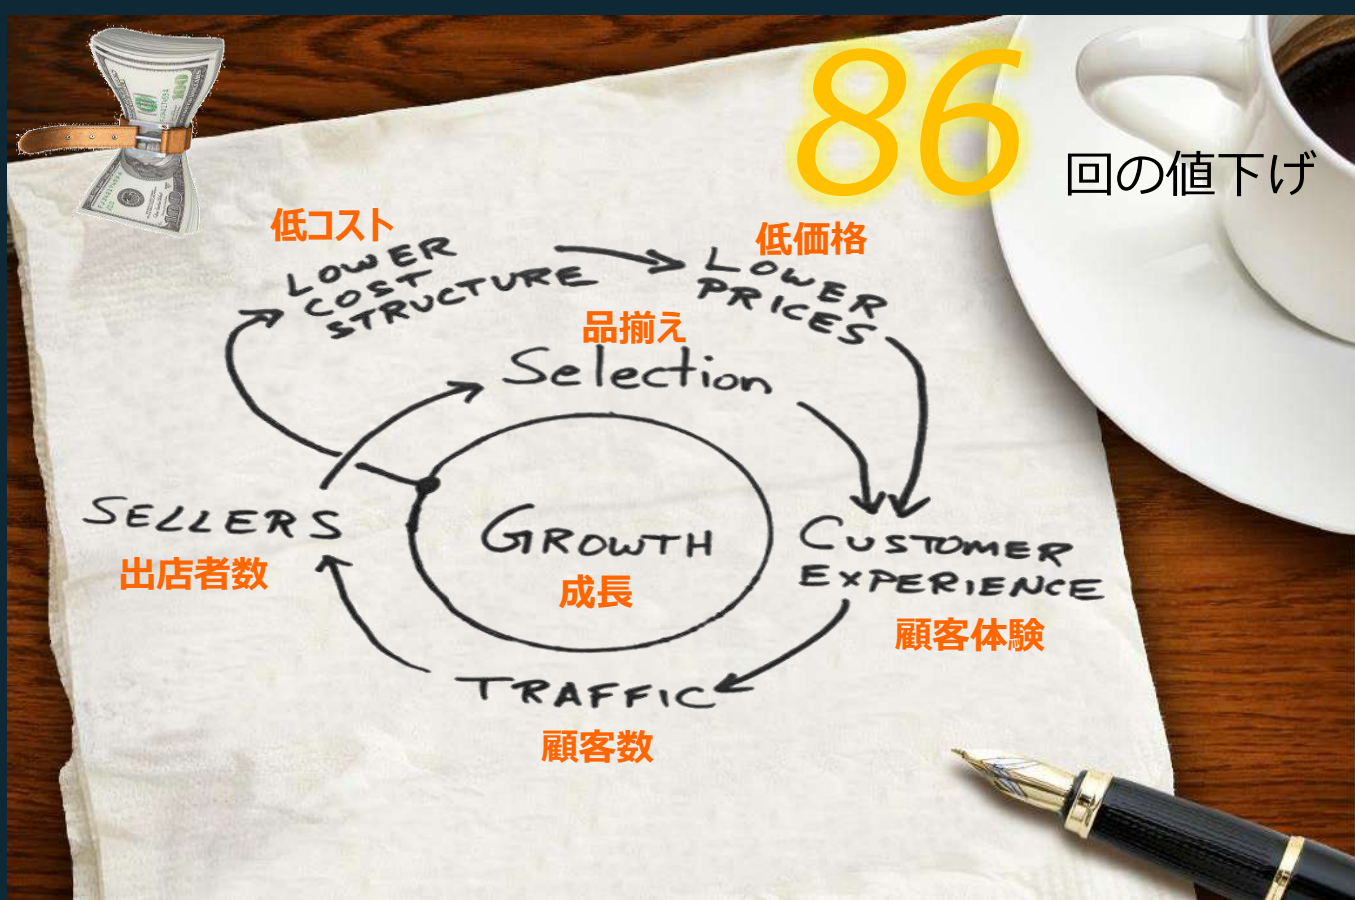 86
回の値下げ
低コスト
LOWER
COST
STRUCTURE
低価格
LOWER
PRICES
品揃え
Selection
SELLERS
出店者数
GROWTH
成長
CUSTOMER
EXPERIENCE
顧客体験
TRAFFIC
顧客数